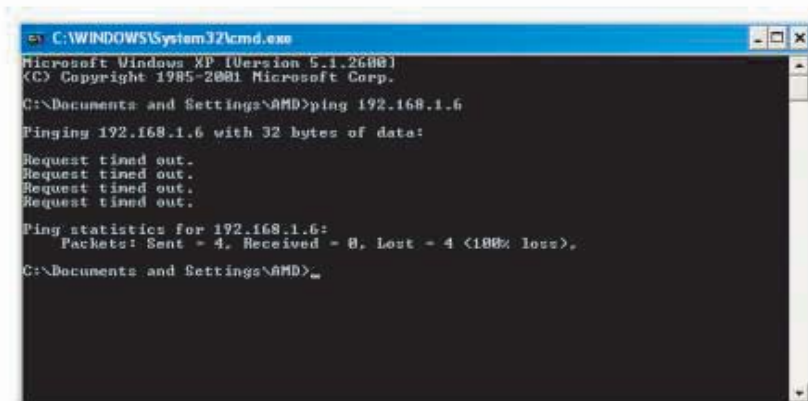 C:\WINDOWS\System32\cmd.exe
Microsoft Windows XP [Version 5.1.2600]
(C) Copyright 1985-2001 Microsoft Corp.
C:\Documents and Settings\AMD>ping 192.168.1.6
Pinging 192.168.1.6 with 32 bytes of data:
Request timed out.
Request timed out.
Request timed out.
Request timed out.
Ping statistics for 192.168.1.6:
Packets: Sent = 4, Received = 0, Lost = 4 (100% loss),
C:\Documents and Settings\AMD>_